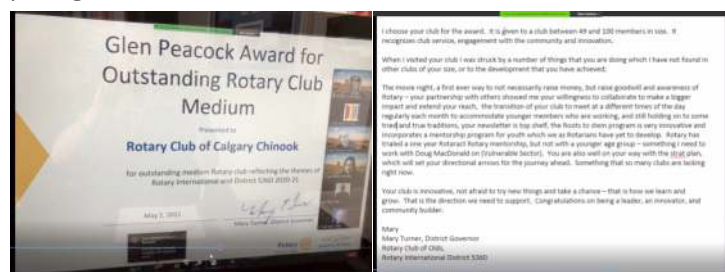 Glen Peacock Award for
Outstanding Rotary Club
Medium
Presented to
Rotary Club of Calgary Chinook
for outstanding medium Rotary club reflecting the themes of
Rotary International and District 5360 2020-21
May 1, 2021
Mary Turner, District Governor
Rotary
I choose your club for the award. It is given to a club between 49 and 100 members in size. It
recognizes club service, engagement with the community and innovation.
When I visited your club I was struck by a number of things that you are doing which I have not found in
other clubs of your size, or to the development that you have achieved;
The movie night, a first ever way to not necessarily raise money, but raise goodwill and awareness of
Rotary – your partnership with others showed me your willingness to collaborate to make a bigger
impact and extend your reach, the transition of your club to meet at a different times of the day
regularly each month to accommodate younger members who are working, and still holding on to some
tried and true traditions, your newsletter is top shelf, the Roots to stem program is very innovative and
incorporates a mentorship program for youth which we as Rotarians have yet to develop. Rotary has
trialed a one year Rotaract Rotary mentorship, but not with a younger age group – something I need to
work with Doug MacDonald on (Vulnerable Sector). You are also well on your way with the strat plan,
which will set your directional arrows for the journey ahead. Something that so many clubs are lacking
right now.
Your club is innovative, not afraid to try new things and take a chance – that is how we learn and
grow. That is the direction we need to support. Congratulations on being a leader, an innovator, and
community builder.
Mary
Mary Turner, District Governor
Rotary Club of Olds,
Rotary International District 5360